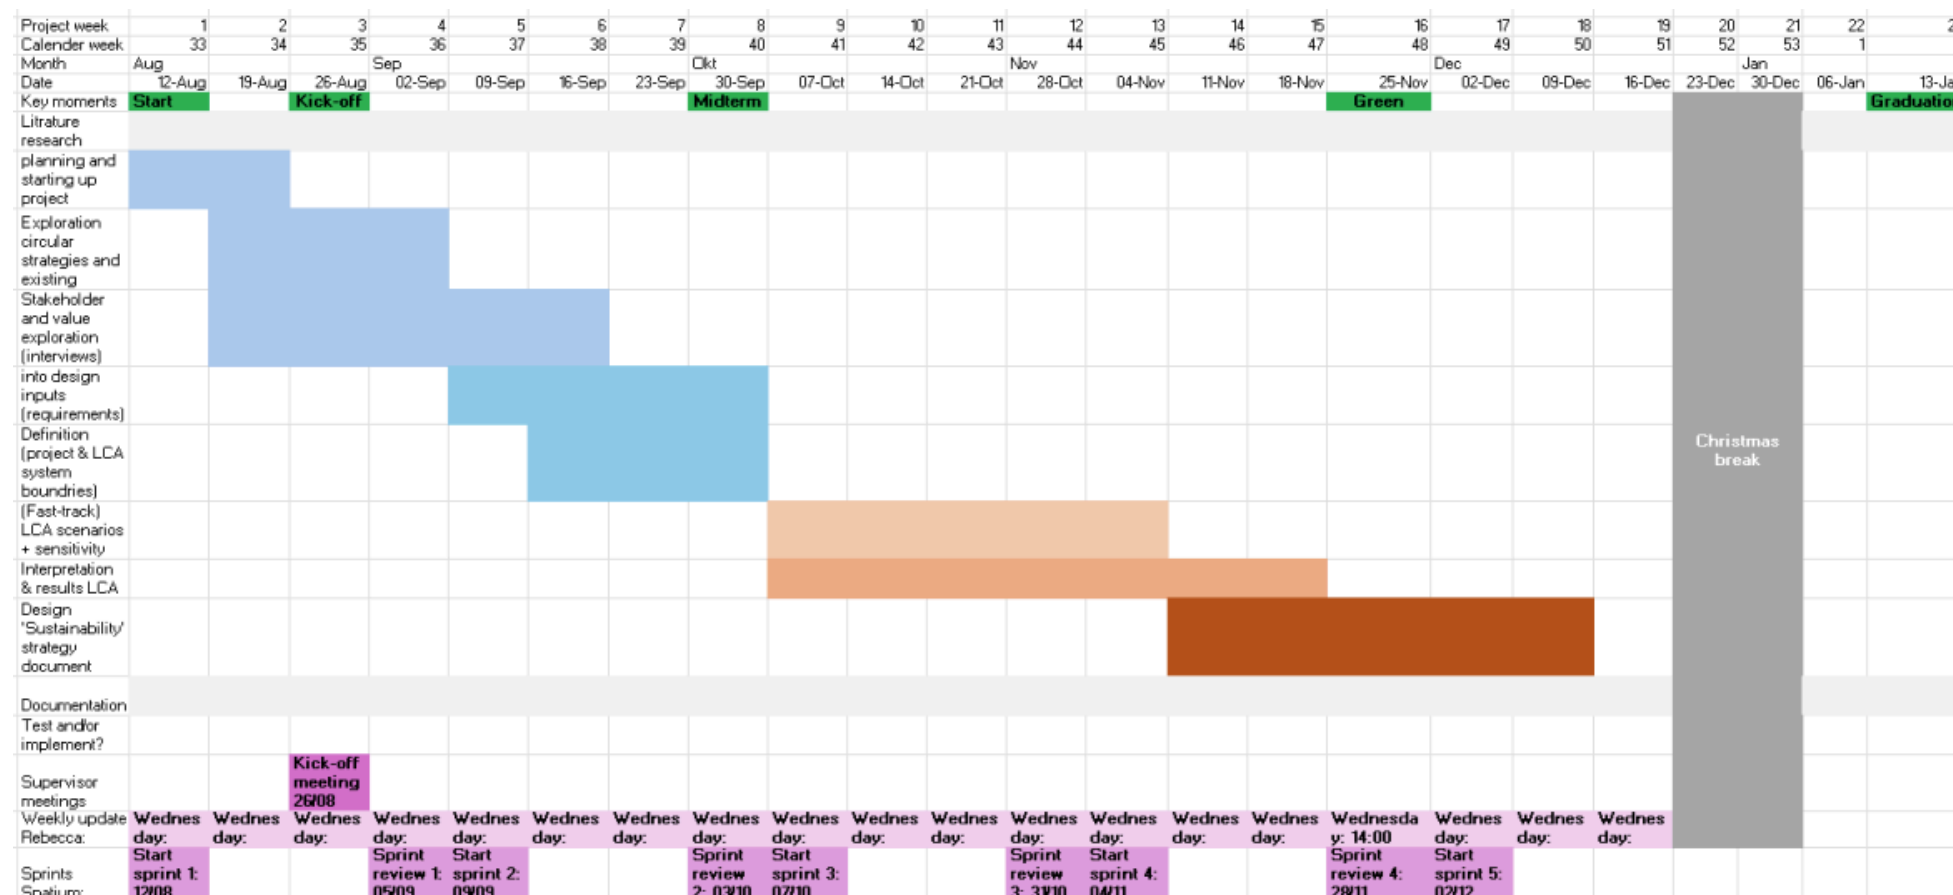 Project week 1 2 3 4 5 6 7 8 9 10 11 12 13 14 15 16 17 18 19 20 21 22
Calender week 33 34 35 36 37 38 39 40 41 42 43 44 45 46 47 48 49 50 51 52 53 1
Month Aug Sep Okt Nov Dec Jan
Date 12-Aug 19-Aug 26-Aug 02-Sep 09-Sep 16-Sep 23-Sep 30-Sep 07-Oct 14-Oct 21-Oct 28-Oct 04-Nov 11-Nov 18-Nov 25-Nov 02-Dec 09-Dec 16-Dec 23-Dec 30-Dec 06-Jan 13-Ja
Key moments Start Kick-off Midterm Green Graduatio
Litrature
research
planning and
starting up
project
Exploration
circular
strategies and
existing
Stakeholder
and value
exploration
(interviews)
into design
inputs
(requirements)
Definition
(project & LCA
system
boundries)
Christmas
break
(Fast-track)
LCA scenarios
+ sensitivity
Interpretation
& results LCA
Design
'Sustainability'
strategy
document
Documentation
Test and/or
implement?
Supervisor
meetings
Kick-off
meeting
26/08
Weekly update
Rebecca:
Wednes
day:
Wednes
day:
Wednes
day:
Wednes
day:
Wednes
day:
Wednes
day:
Wednes
day:
Wednes
day:
Wednes
day:
Wednes
day:
Wednes
day:
Wednes
day:
Wednes
day:
Wednes
day:
Wednes
day:
Wednesda
y: 14:00
Wednes
day:
Wednes
day:
Wednes
day:
Sprints
Spatium:
Start
sprint 1:
12/08
Sprint
review 1:
05/09
Start
sprint 2:
09/09
Sprint
review
2: 03/10
Start
sprint 3:
07/10
Sprint
review
3: 31/10
Start
sprint 4:
04/11
Sprint
review 4:
28/11
Start
sprint 5:
02/12